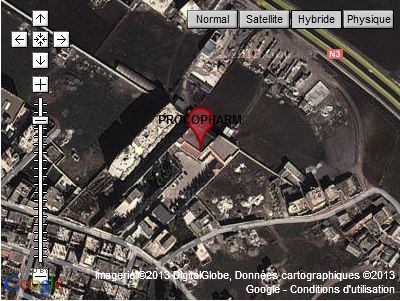 Normal Satellite Hybride Physique
N3
PROCOPHARM
Imagerie ©2013 DigitalGlobe, Données cartographiques ©2013
Google - Conditions d'utilisation
Google